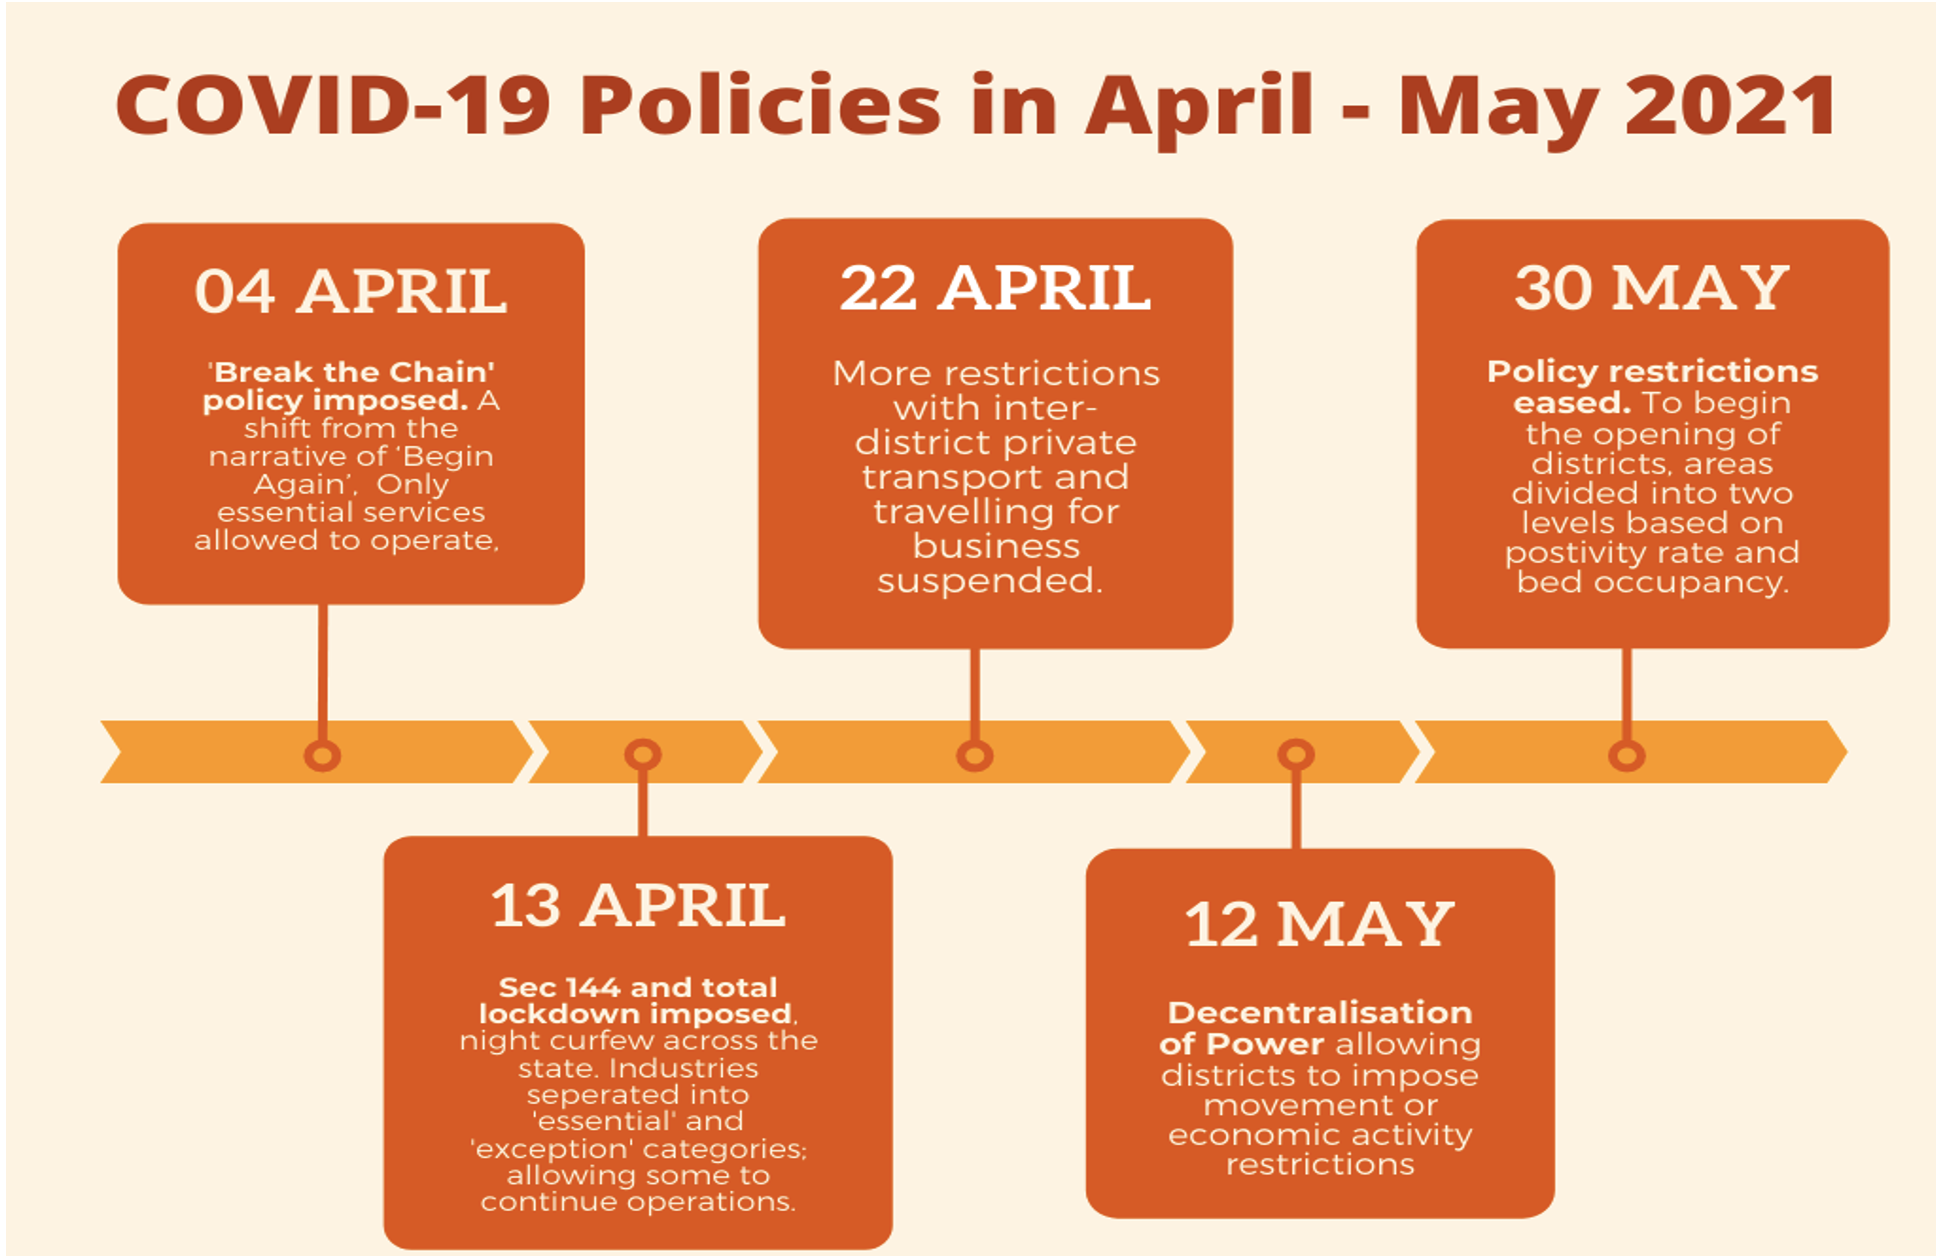 COVID-19 Policies in April - May 2021
04 APRIL
'Break the Chain'
policy imposed. A
shift from the
narrative of ‘Begin
Again’,  Only
essential services
allowed to operate,
22 APRIL
More restrictions
with inter-
district private
transport and
travelling for
business
suspended.
30 MAY
Policy restrictions
eased. To begin
the opening of
districts, areas
divided into two
levels based on
postivity rate and
bed occupancy.
13 APRIL
Sec 144 and total
lockdown imposed,
night curfew across the
state. Industries
seperated into
'essential' and
'exception' categories;
allowing some to
continue operations.
12 MAY
Decentralisation
of Power allowing
districts to impose
movement or
economic activity
restrictions